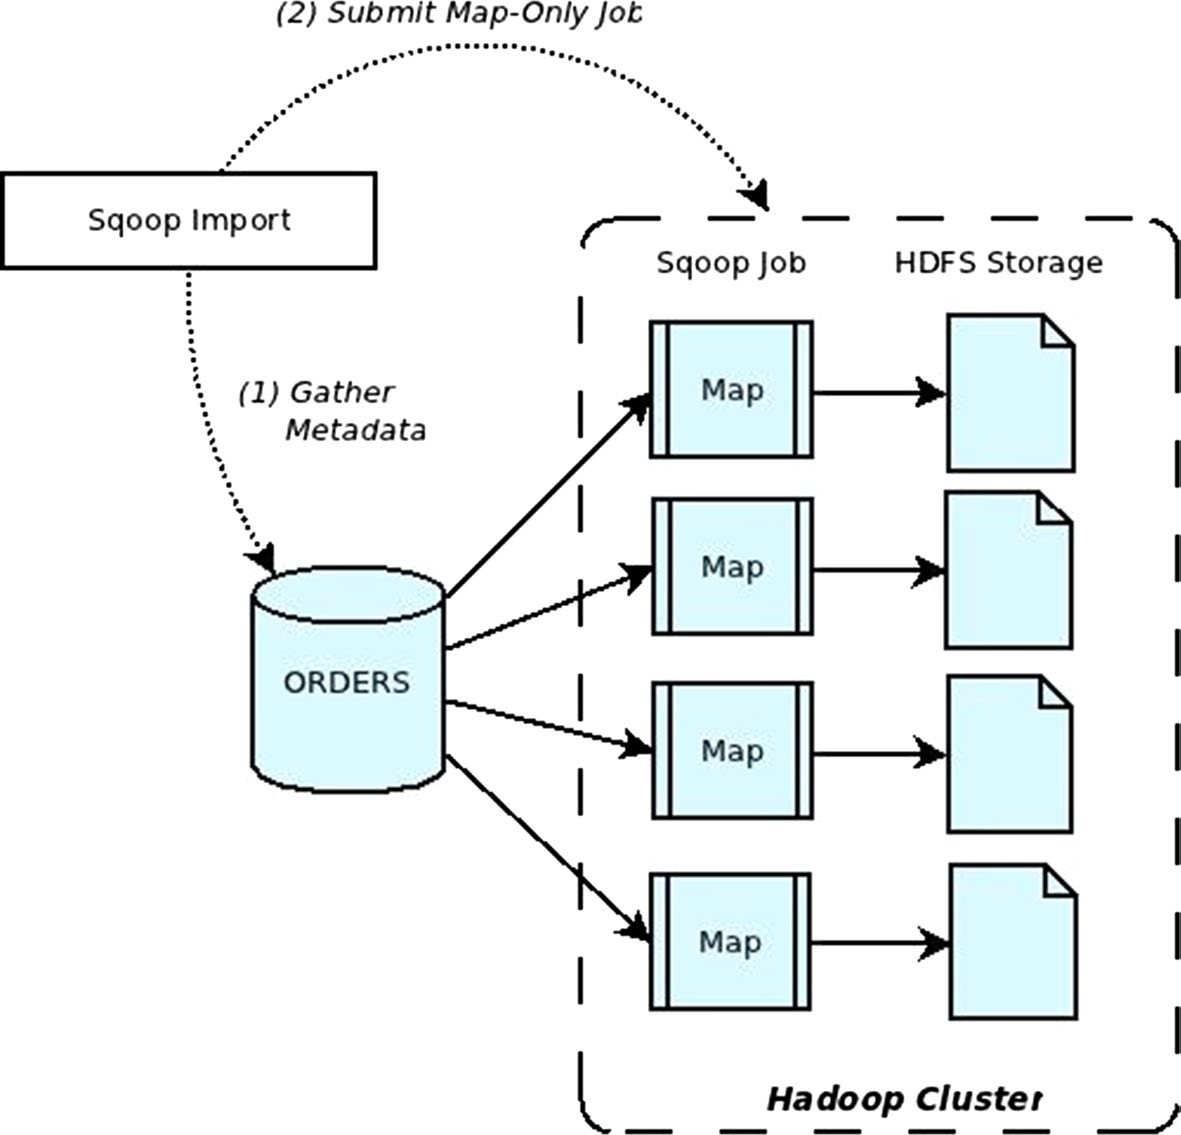 (2) Submit Map-Only Job
Sqoop Import
Sqoop Job
HDFS Storage
(1) Gather
Metadata
Map
Map
ORDERS
Map
Map
Hadoop Cluster